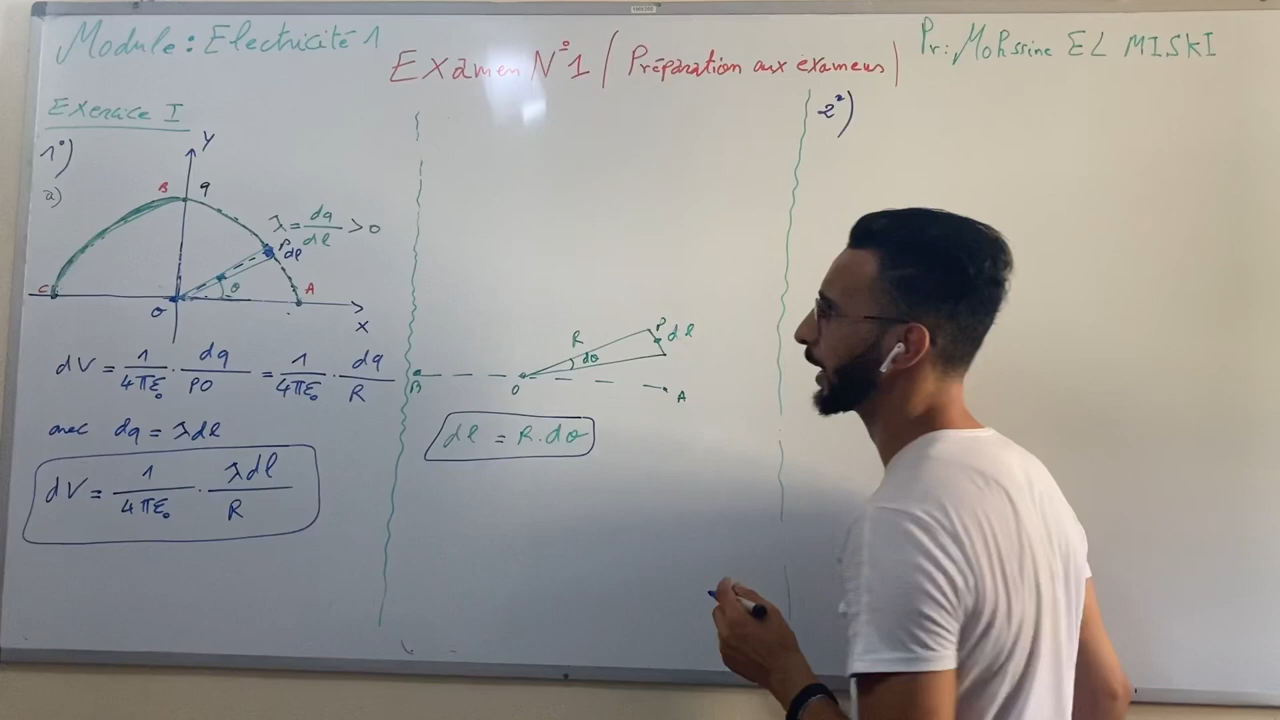 Module: Electricité 1
Examen N°1 (Préparation aux examens)
Pr: Mohssine EL MISKI
Exercice I
1°)
a)
Y
B
q
λ = dq/dl > 0
P
dl
θ
C
A
O
X
dV = 1/4πε₀ · dq/PO = 1/4πε₀ · dq/R
avec dq = λdl
dV = 1/4πε₀ · λdl/R
R
P
dl
dθ
B
O
A
dl = R.dθ
2°)